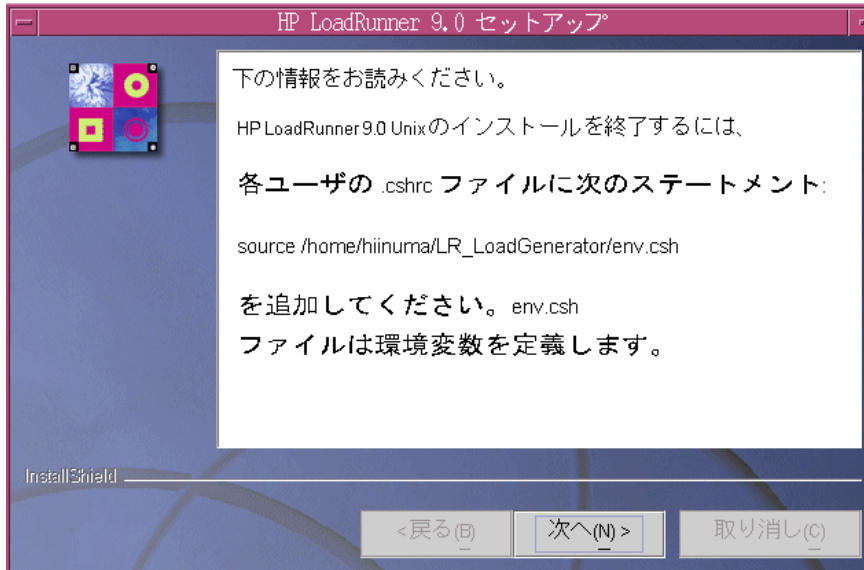 HP LoadRunner 9.0 セットアップ
下の情報をお読みください。
HP LoadRunner 9.0 Unix のインストールを終了するには、
各ユーザの .cshrc ファイルに次のステートメント:
source /home/hiinuma/LR_LoadGenerator/env.csh
を追加してください。env.csh
ファイルは環境変数を定義します。
InstallShield
<戻る(B)
次へ(N) >
取り消し(C)